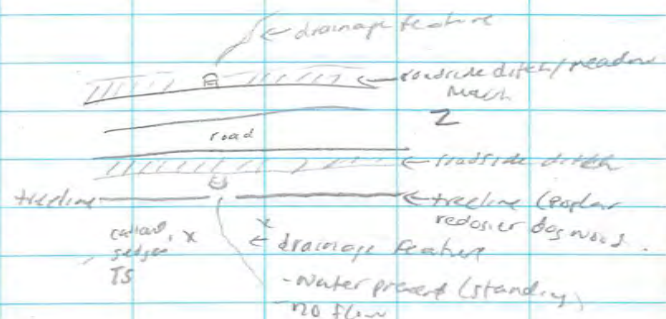 ← drainage feature
← roadside ditch/meadow
marsh
2
road
← roadside ditch
treeline
← treeline (poplar
redosier dogwood.
cattail, x
sedges
TS
x
← drainage feature
- water present (standing)
- no flow